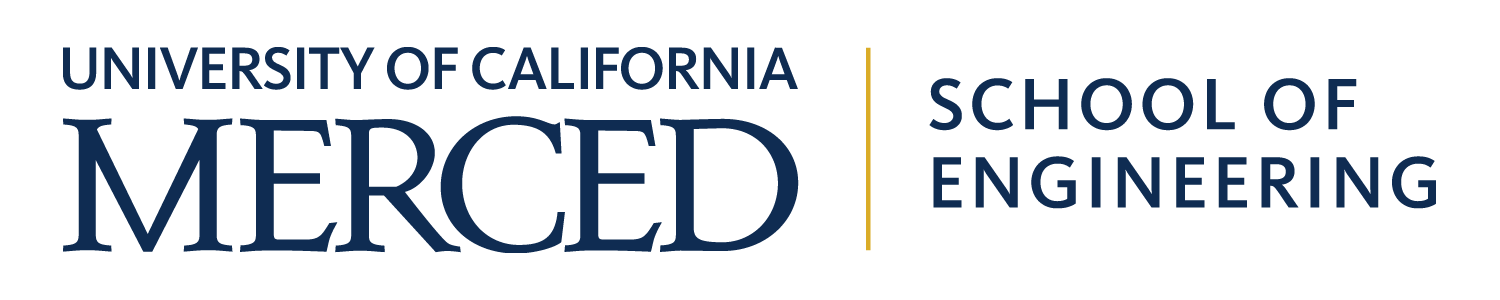 UNIVERSITY OF CALIFORNIA
MERCED
SCHOOL OF
ENGINEERING